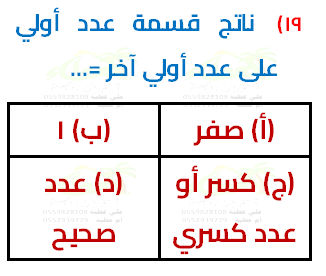 ١٩) ناتج قسمة عدد أولي
على عدد أولي آخر =...
(أ) صفر
(ب) ١
(ج) كسر أو
عدد كسري
(د) عدد
صحيح